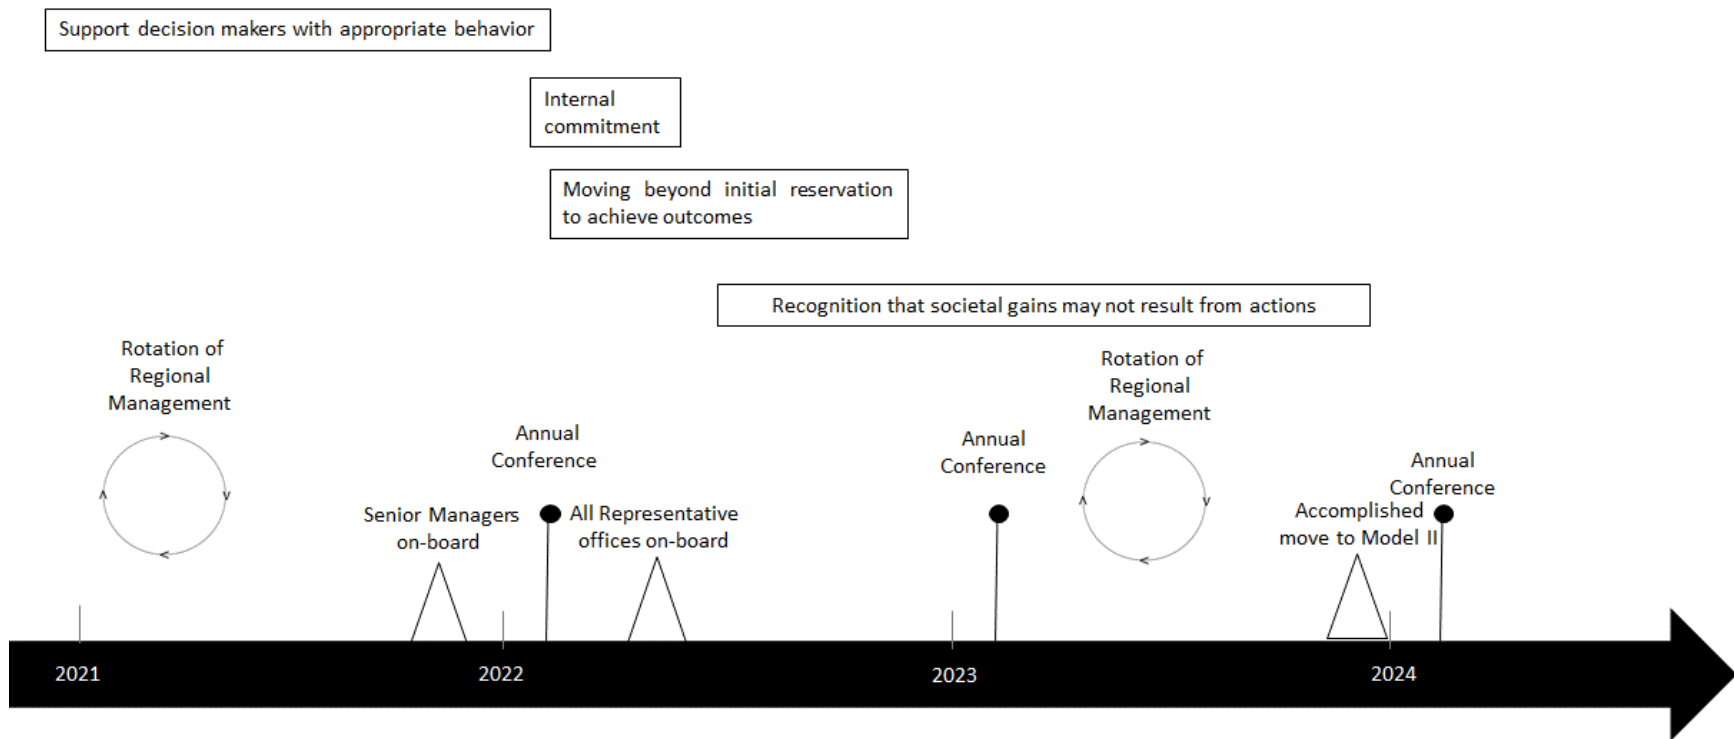 Support decision makers with appropriate behavior
Internal
commitment
Moving beyond initial reservation
to achieve outcomes
Recognition that societal gains may not result from actions
Rotation of
Regional
Management
Senior Managers
on-board
Annual
Conference
All Representative
offices on-board
Annual
Conference
Rotation of
Regional
Management
Accomplished
move to Model II
Annual
Conference
2021
2022
2023
2024